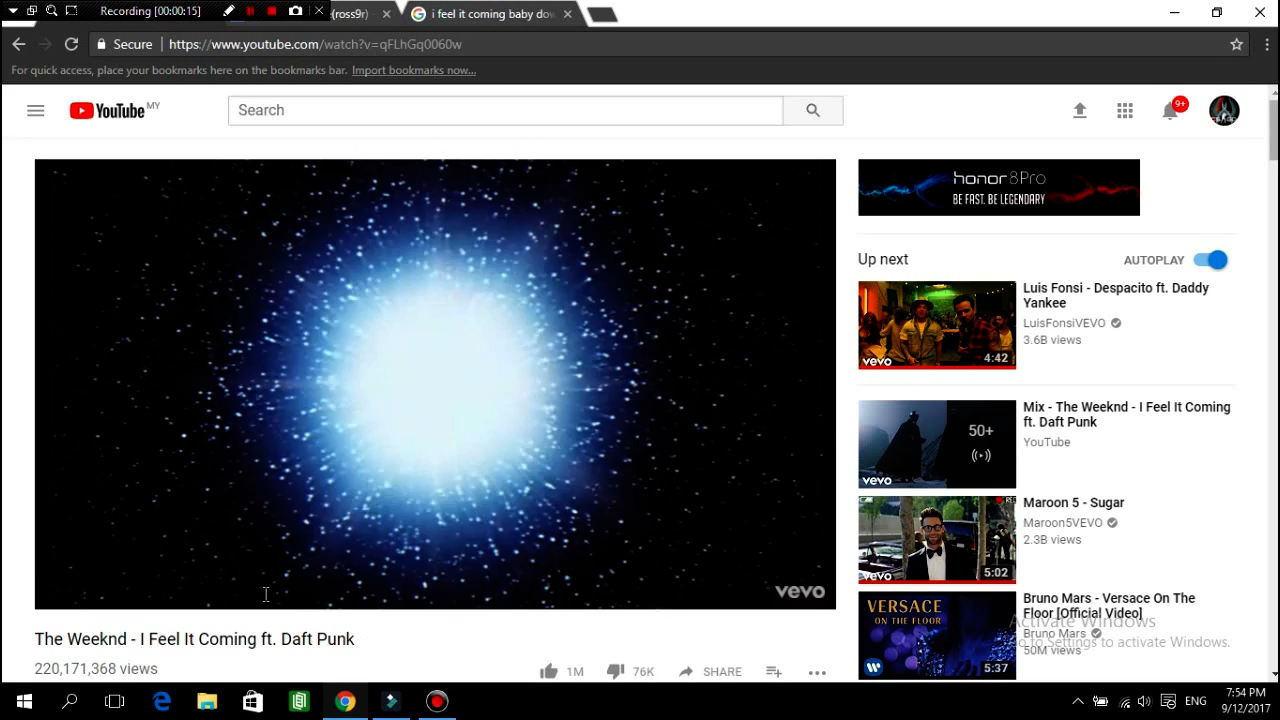 Recording [00:00:15]
(ross9r)
i feel it coming baby dow
Secure
https://www.youtube.com/watch?v=qFLhGq0060w
For quick access, place your bookmarks here on the bookmarks bar. Import bookmarks now...
YouTube MY
Search
9+
honor 8Pro
BE FAST. BE LEGENDARY
Up next
AUTOPLAY
Luis Fonsi - Despacito ft. Daddy
Yankee
LuisFonsiVEVO
3.6B views
4:42
vevo
Mix - The Weeknd - I Feel It Coming
ft. Daft Punk
YouTube
50+
vevo
Maroon 5 - Sugar
Maroon5VEVO
2.3B views
5:02
vevo
Bruno Mars - Versace On The
Floor [Official Video]
Bruno Mars
50M views
VERSACE
ON THE FLOOR
5:37
vevo
The Weeknd - I Feel It Coming ft. Daft Punk
220,171,368 views
1M
76K
SHARE
Activate Windows
Go to Settings to activate Windows.
ENG
7:54 PM
9/12/2017